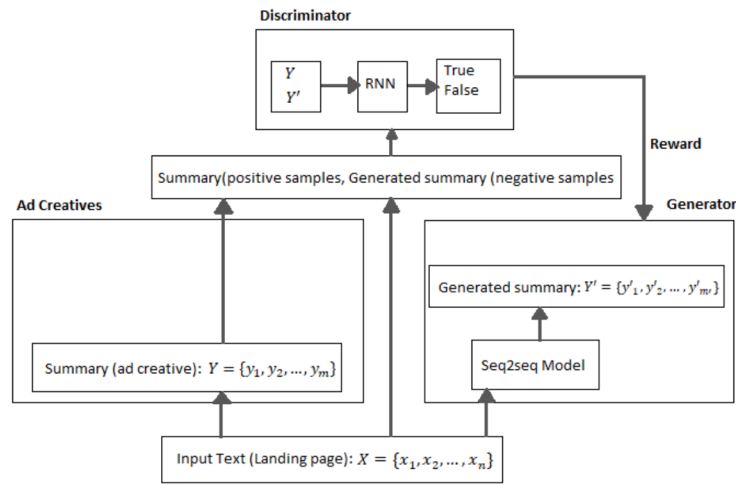 Discriminator
Y
Y′
RNN
True
False
Reward
Summary(positive samples, Generated summary (negative samples
Ad Creatives
Generator
Generated summary: Y′ = {y′₁, y′₂, … , y′ₘ′}
Summary (ad creative): Y = {y₁, y₂, … , yₘ}
Seq2seq Model
Input Text (Landing page): X = {x₁, x₂, … , xₙ}